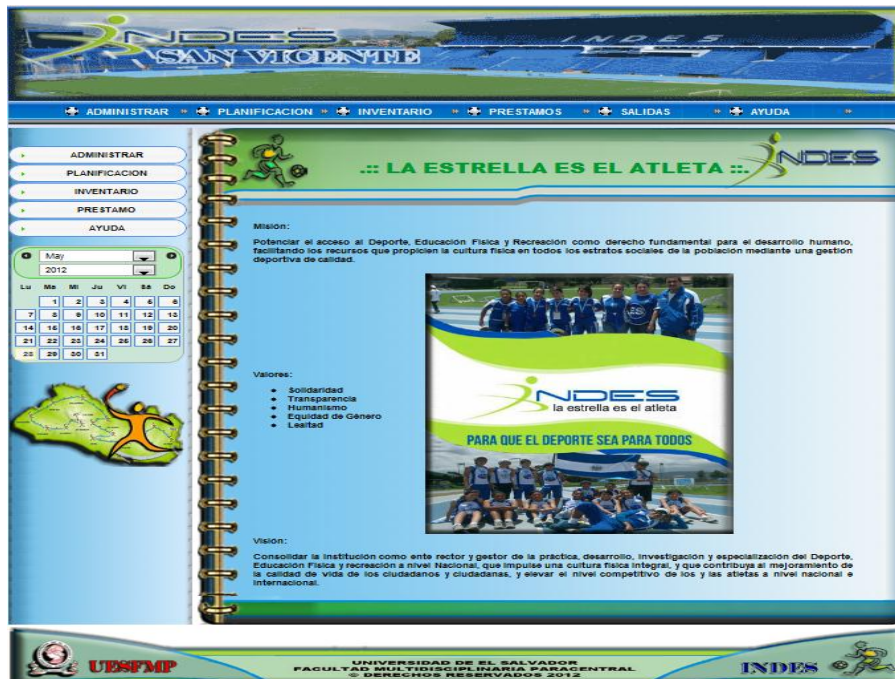 INDES
SAN VICENTE
INDES
ADMINISTRAR
PLANIFICACION
INVENTARIO
PRESTAMOS
SALIDAS
AYUDA
ADMINISTRAR
PLANIFICACION
INVENTARIO
PRESTAMO
AYUDA
May
2012
Lu Ma Mi Ju Vi Sá Do
1 2 3 4 5 6
7 8 9 10 11 12 13
14 15 16 17 18 19 20
21 22 23 24 25 26 27
28 29 30 31
.:: LA ESTRELLA ES EL ATLETA ::.
INDES
Misión:
Potenciar el acceso al Deporte, Educación Física y Recreación como derecho fundamental para el desarrollo humano,
facilitando los recursos que propicien la cultura física en todos los estratos sociales de la población mediante una gestión
deportiva de calidad.
Valores:
Solidaridad
Transparencia
Humanismo
Equidad de Género
Lealtad
INDES
la estrella es el atleta
PARA QUE EL DEPORTE SEA PARA TODOS
Visión:
Consolidar la Institución como ente rector y gestor de la práctica, desarrollo, investigación y especialización del Deporte,
Educación Física y recreación a nivel Nacional, que impulse una cultura física integral, y que contribuya al mejoramiento de
la calidad de vida de los ciudadanos y ciudadanas, y elevar el nivel competitivo de los y las atletas a nivel nacional e
internacional.
UESFMP
UNIVERSIDAD DE EL SALVADOR
FACULTAD MULTIDISCIPLINARIA PARACENTRAL
© DERECHOS RESERVADOS 2012
INDES